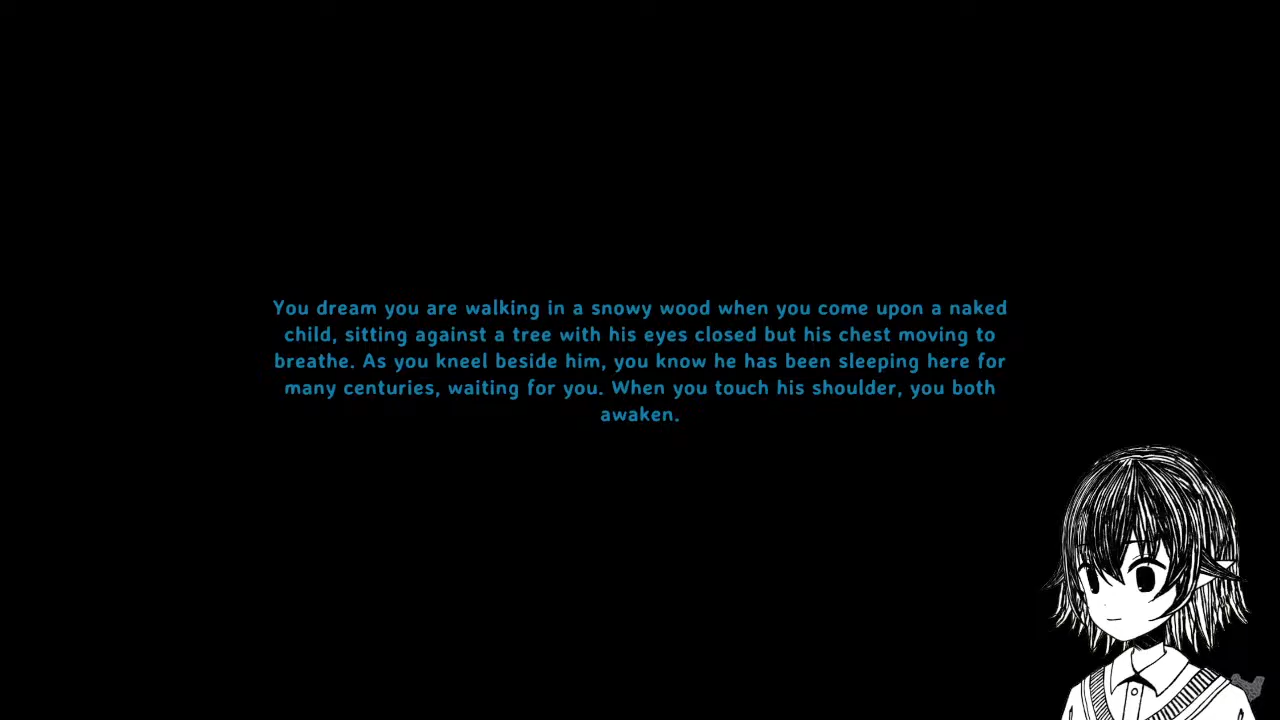 You dream you are walking in a snowy wood when you come upon a naked
child, sitting against a tree with his eyes closed but his chest moving to
breathe. As you kneel beside him, you know he has been sleeping here for
many centuries, waiting for you. When you touch his shoulder, you both
awaken.